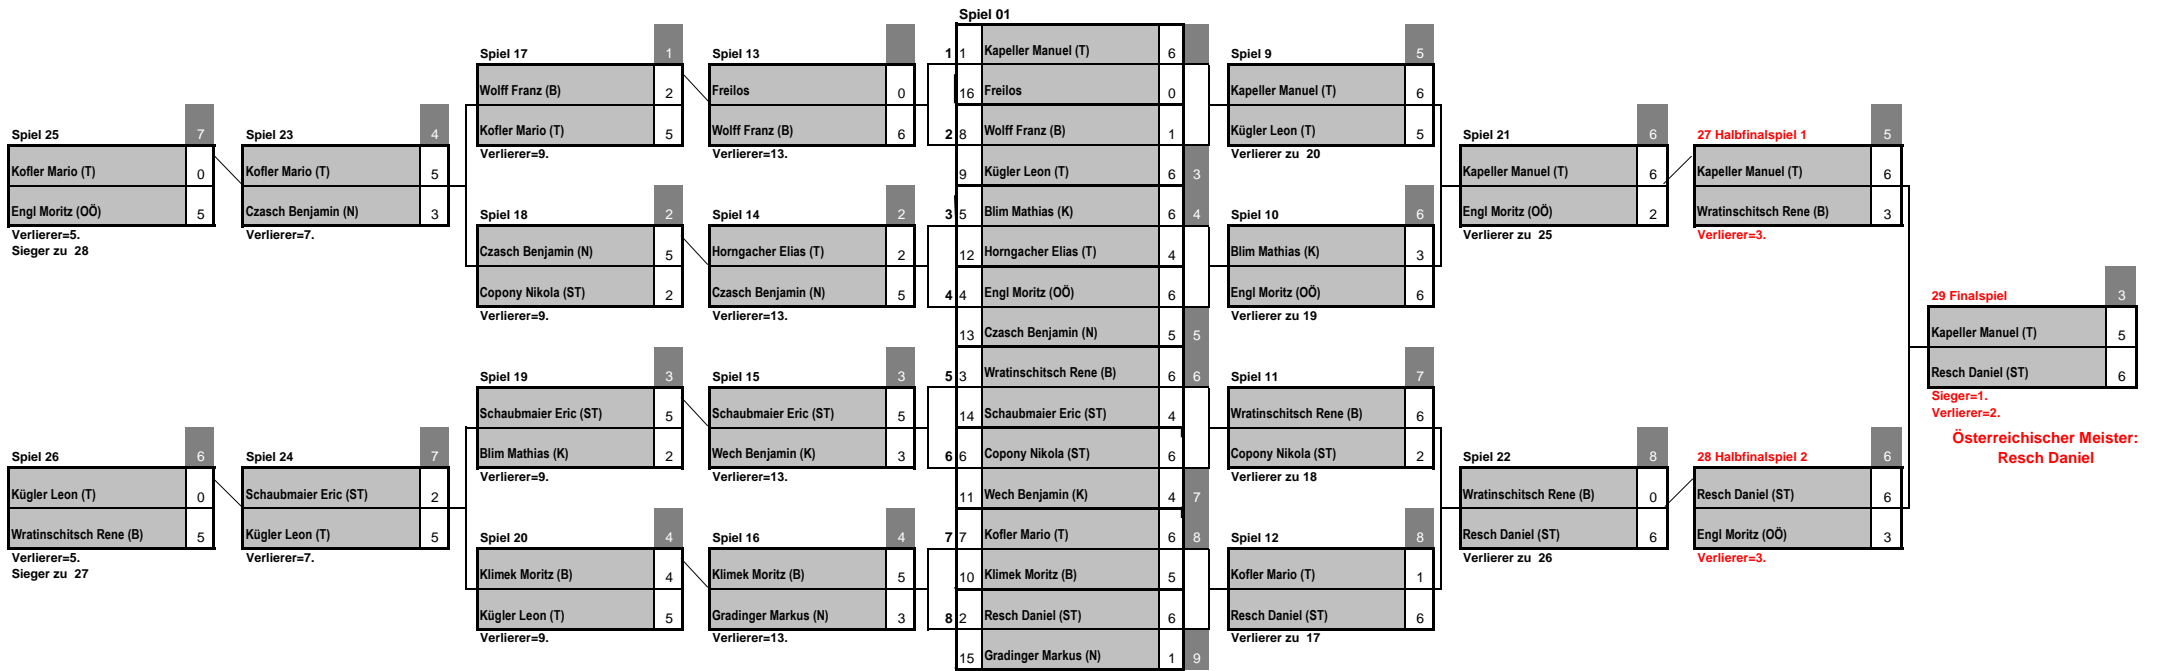 Spiel 25 7
Kofler Mario (T) 0
Engl Moritz (OÖ) 5
Verlierer=5.
Sieger zu 28
Spiel 26 6
Kügler Leon (T) 0
Wratinschitsch Rene (B) 5
Verlierer=5.
Sieger zu 27
Spiel 23 4
Kofler Mario (T) 5
Czasch Benjamin (N) 3
Verlierer=7.
Spiel 24 7
Schaubmaier Eric (ST) 2
Kügler Leon (T) 5
Verlierer=7.
Spiel 17 1
Wolff Franz (B) 2
Kofler Mario (T) 5
Verlierer=9.
Spiel 18 2
Czasch Benjamin (N) 5
Copony Nikola (ST) 2
Verlierer=9.
Spiel 19 3
Schaubmaier Eric (ST) 5
Blim Mathias (K) 2
Verlierer=9.
Spiel 20 4
Klimek Moritz (B) 4
Kügler Leon (T) 5
Verlierer=9.
Spiel 13
Freilos 0
Wolff Franz (B) 6
Verlierer=13.
Spiel 14 2
Horngacher Elias (T) 2
Czasch Benjamin (N) 5
Verlierer=13.
Spiel 15 3
Schaubmaier Eric (ST) 5
Wech Benjamin (K) 3
Verlierer=13.
Spiel 16 4
Klimek Moritz (B) 5
Gradinger Markus (N) 3
Verlierer=13.
Spiel 01
1 1 Kapeller Manuel (T) 6
16 Freilos 0
2 8 Wolff Franz (B) 1
9 Kügler Leon (T) 6 3
3 5 Blim Mathias (K) 6 4
12 Horngacher Elias (T) 4
4 4 Engl Moritz (OÖ) 6
13 Czasch Benjamin (N) 5 5
5 3 Wratinschitsch Rene (B) 6 6
14 Schaubmaier Eric (ST) 4
6 6 Copony Nikola (ST) 6
11 Wech Benjamin (K) 4 7
7 7 Kofler Mario (T) 6 8
10 Klimek Moritz (B) 5
8 2 Resch Daniel (ST) 6
15 Gradinger Markus (N) 1 9
Spiel 9 5
Kapeller Manuel (T) 6
Kügler Leon (T) 5
Verlierer zu 20
Spiel 10 6
Blim Mathias (K) 3
Engl Moritz (OÖ) 6
Verlierer zu 19
Spiel 11 7
Wratinschitsch Rene (B) 6
Copony Nikola (ST) 2
Verlierer zu 18
Spiel 12 8
Kofler Mario (T) 1
Resch Daniel (ST) 6
Verlierer zu 17
Spiel 21 6
Kapeller Manuel (T) 6
Engl Moritz (OÖ) 2
Verlierer zu 25
Spiel 22 8
Wratinschitsch Rene (B) 0
Resch Daniel (ST) 6
Verlierer zu 26
27 Halbfinalspiel 1 5
Kapeller Manuel (T) 6
Wratinschitsch Rene (B) 3
Verlierer=3.
28 Halbfinalspiel 2 6
Resch Daniel (ST) 6
Engl Moritz (OÖ) 3
Verlierer=3.
29 Finalspiel 3
Kapeller Manuel (T) 5
Resch Daniel (ST) 6
Sieger=1.
Verlierer=2.
Österreichischer Meister:
Resch Daniel